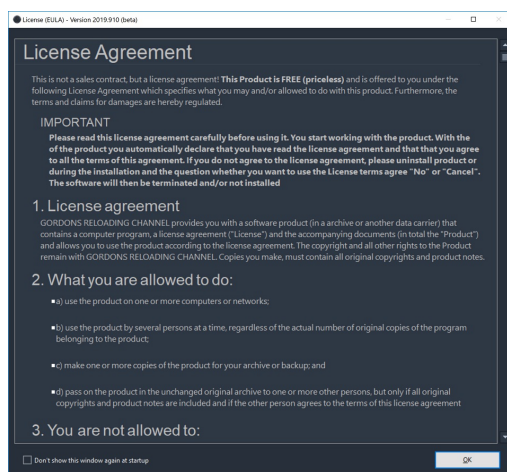 License (EULA) - Version 2019.910 (beta)
License Agreement
This is not a sales contract, but a license agreement! This Product is FREE (priceless) and is offered to you under the
following License Agreement which specifies what you may and/or allowed to do with this product. Furthermore, the
terms and claims for damages are hereby regulated.
IMPORTANT
Please read this license agreement carefully before using it. You start working with the product. With the
of the product you automatically declare that you have read the license agreement and that that you agree
to all the terms of this agreement. If you do not agree to the license agreement, please uninstall product or
during the installation and the question whether you want to use the License terms agree "No" or "Cancel".
The software will then be terminated and/or not installed
1. License agreement
GORDONS RELOADING CHANNEL provides you with a software product (in a archive or another data carrier) that
contains a computer program, a license agreement ("License") and the accompanying documents (in total the "Product")
and allows you to use the product according to the license agreement. The copyright and all other rights to the Product
remain with GORDONS RELOADING CHANNEL. Copies you make, must contain all original copyrights and product notes.
2. What you are allowed to do:
a) use the product on one or more computers or networks;
b) use the product by several persons at a time, regardless of the actual number of original copies of the program
belonging to the product;
c) make one or more copies of the product for your archive or backup; and
d) pass on the product in the unchanged original archive to one or more other persons, but only if all original
copyrights and product notes are included and if the other person agrees to the terms of this license agreement
3. You are not allowed to:
Don't show this window again at startup
OK